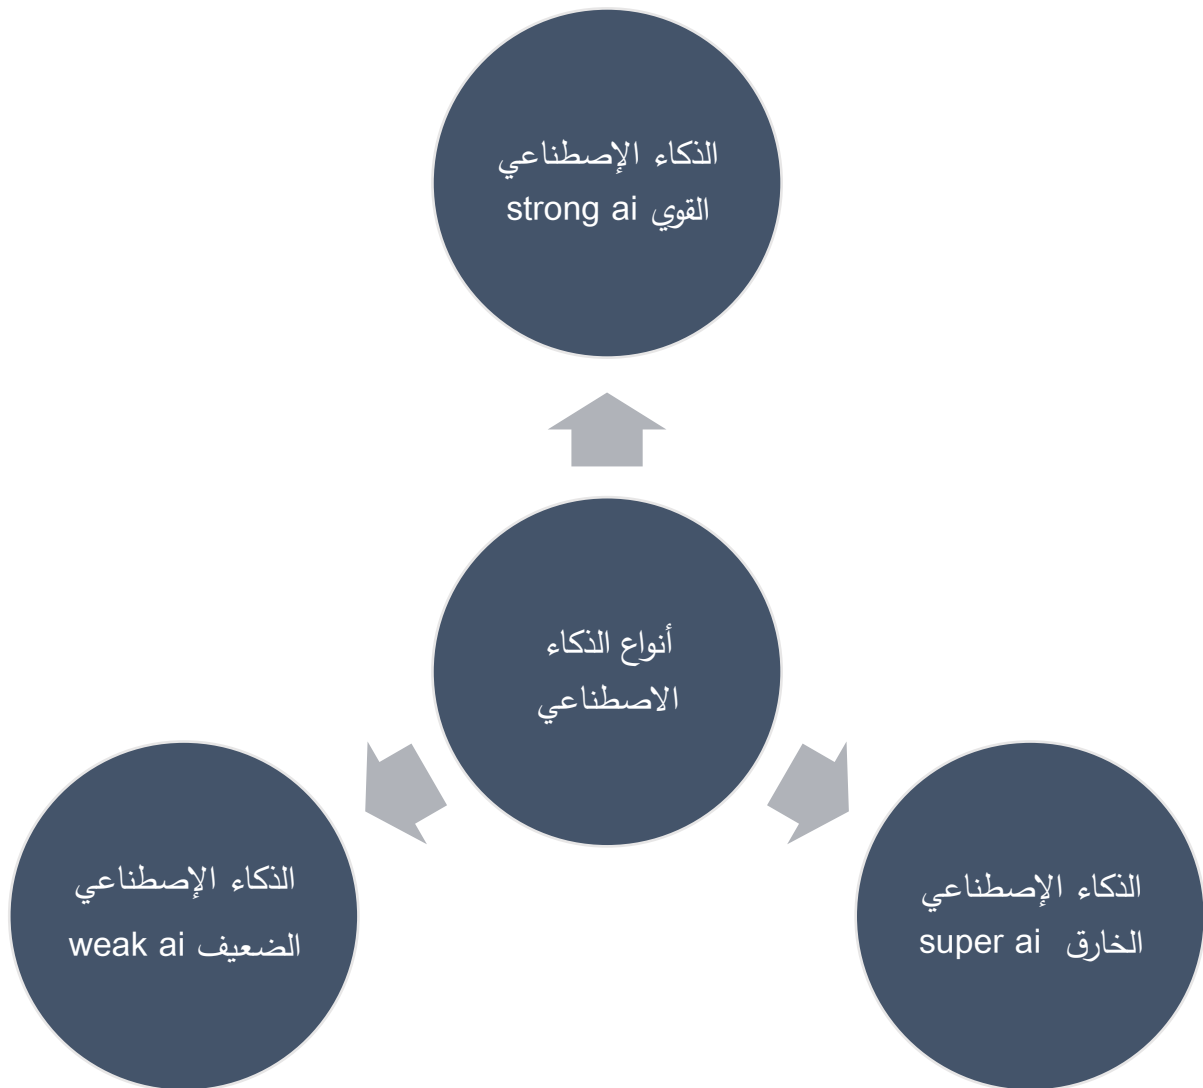 الذكاء الإصطناعي
القوي strong ai
أنواع الذكاء
الاصطناعي
الذكاء الإصطناعي
الخارق super ai
الذكاء الإصطناعي
الضعيف weak ai